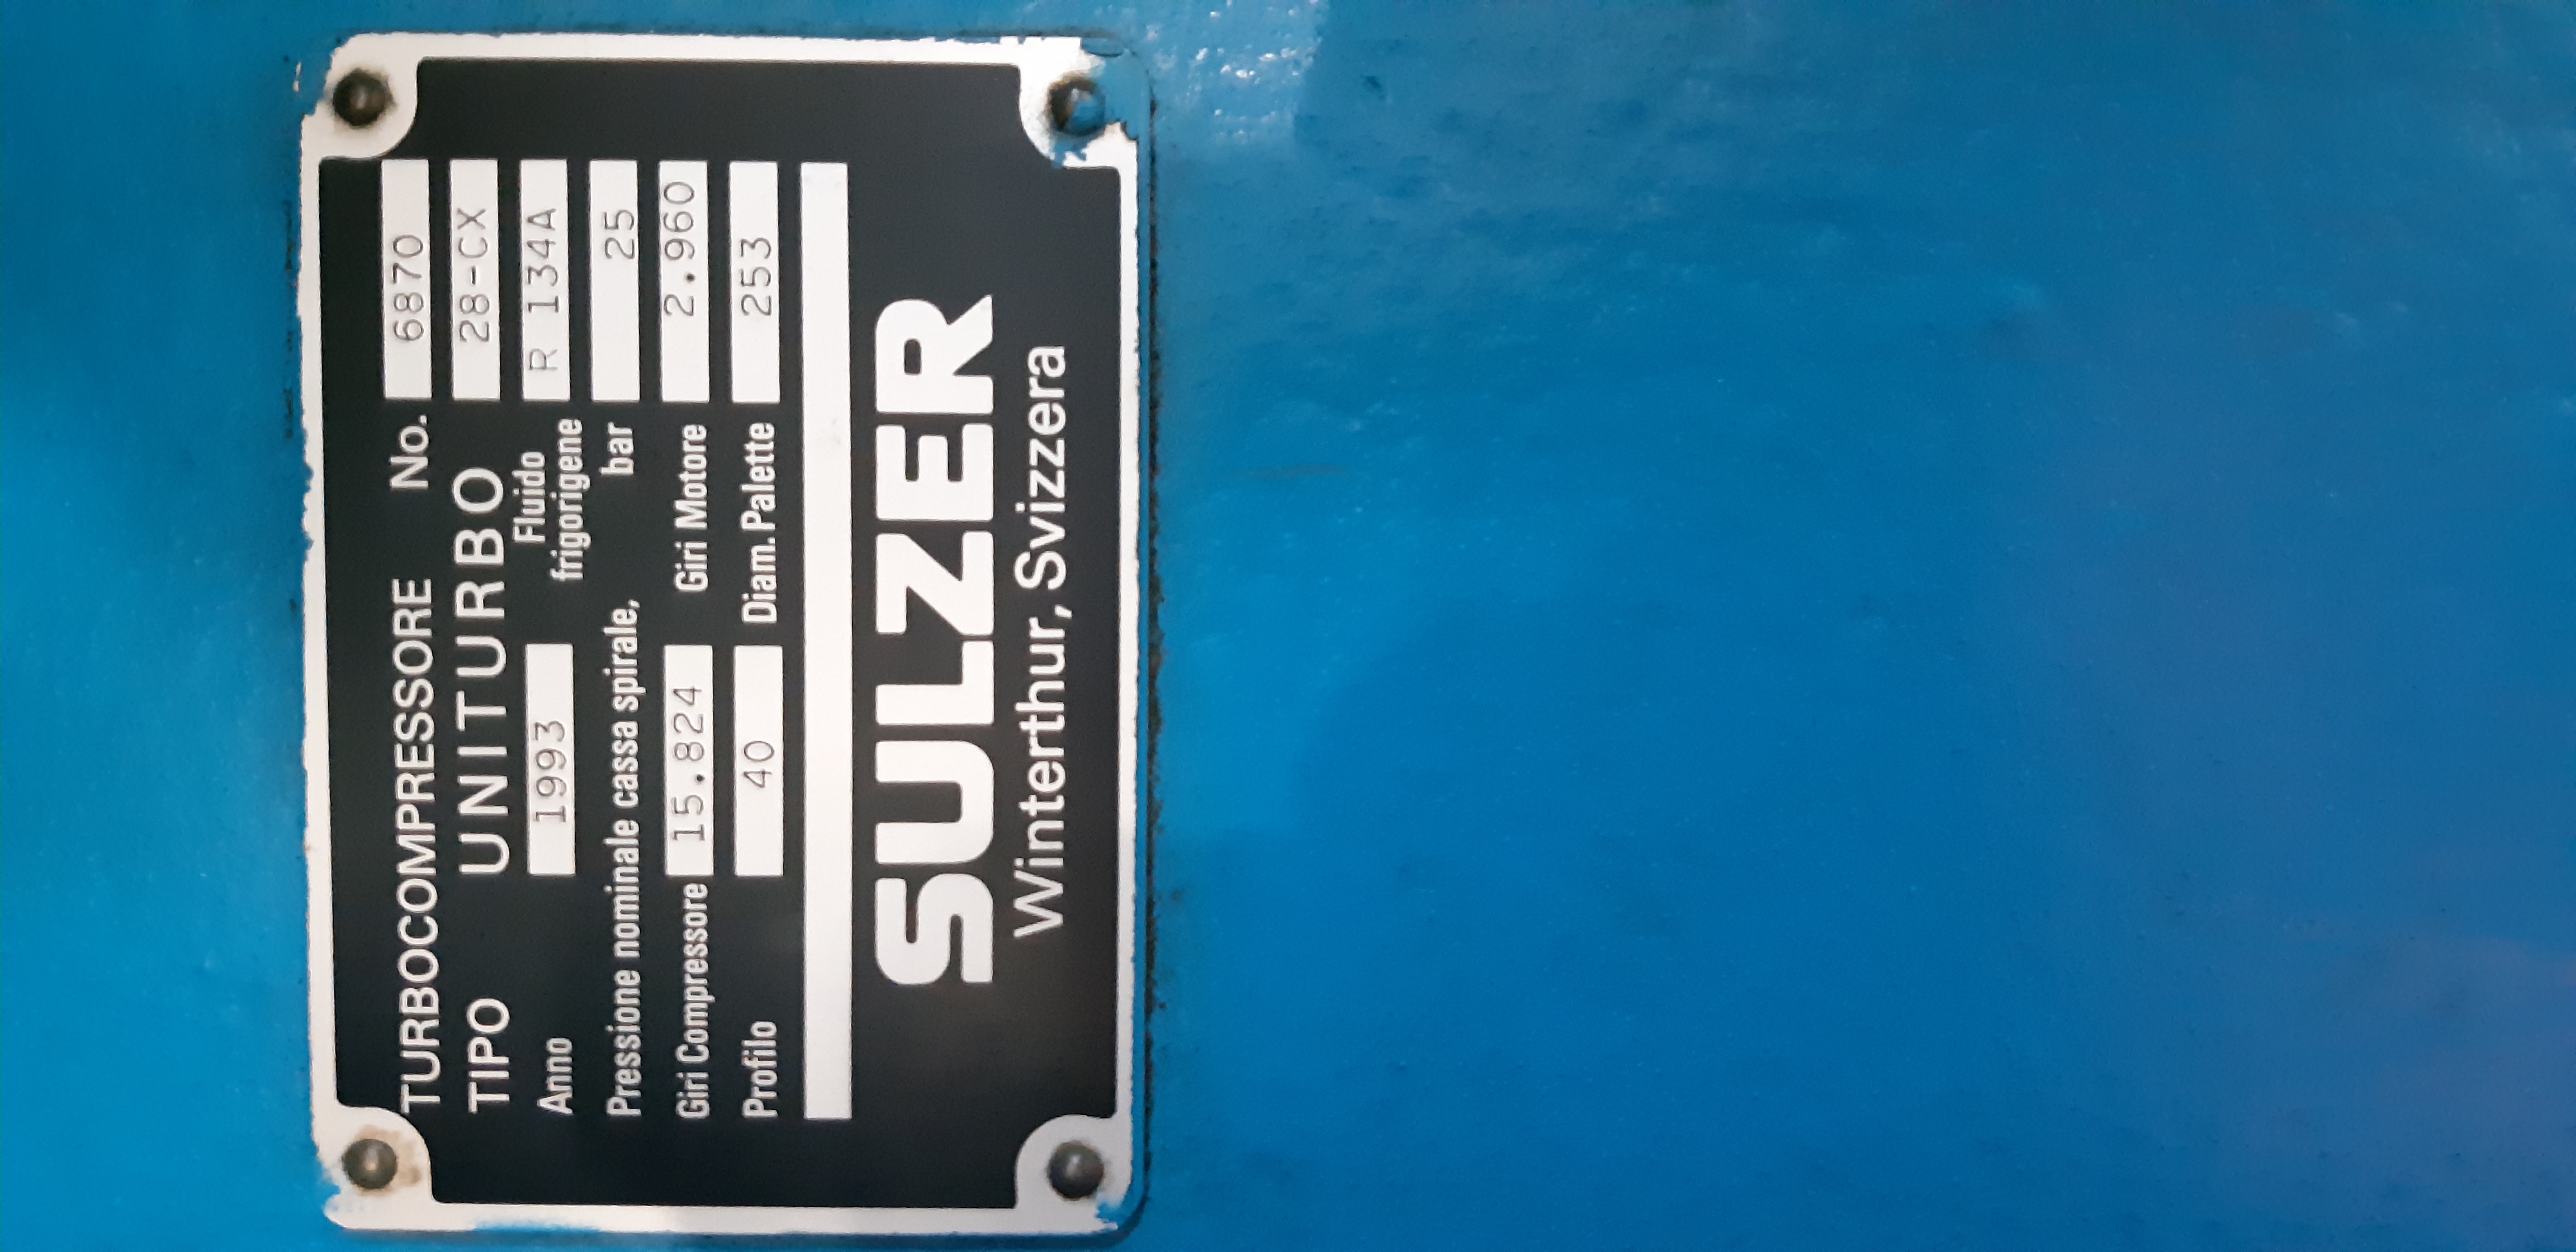 TURBOCOMPRESSORE No. 6870
TIPO UNITURBO 28-CX
Anno 1993 Fluido frigorigene R 134A
Pressione nominale cassa spirale, bar 25
Giri Compressore 15.824 Giri Motore 2.960
Profilo 40 Diam. Palette 253
SULZER
Winterthur, Svizzera